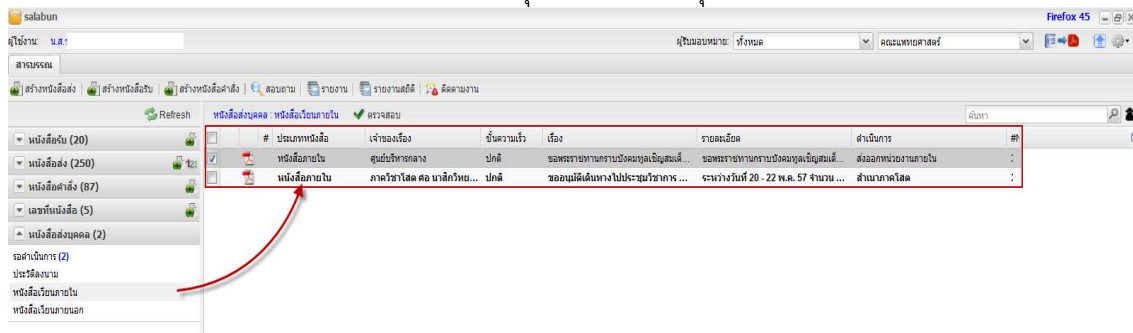 salabun Firefox 45
ผู้ใช้งาน: น.ส. ผู้รับมอบหมาย: ทั้งหมด คณะแพทยศาสตร์
สารบรรณ
สร้างหนังสือส่ง สร้างหนังสือรับ สร้างหนังสือคำสั่ง สอบถาม รายงาน รายงานสถิติ ติดตามงาน
Refresh หนังสือส่งบุคคล : หนังสือเวียนภายใน ตรวจสอบ ค้นหา
หนังสือรับ (20) # ประเภทหนังสือ เจ้าของเรื่อง ชั้นความเร็ว เรื่อง รายละเอียด ดำเนินการ
หนังสือส่ง (250) หนังสือภายใน ศูนย์บริหารกลาง ปกติ ขอพระราชทานกราบบังคมทูลเชิญสมเด็... ขอพระราชทานกราบบังคมทูลเชิญสมเด็... ส่งออกหน่วยงานภายใน
หนังสือคำสั่ง (87) หนังสือภายใน ภาควิชาโสต ศอ นาสิกวิทย... ปกติ ขออนุมัติเดินทางไปประชุมวิชาการ ... ระหว่างวันที่ 20 - 22 พ.ค. 57 จำนวน ... สำเนาภาคโสต
เลขที่หนังสือ (5)
หนังสือส่งบุคคล (2)
รอดำเนินการ (2)
ประวัติลงนาม
หนังสือเวียนภายใน
หนังสือเวียนภายนอก